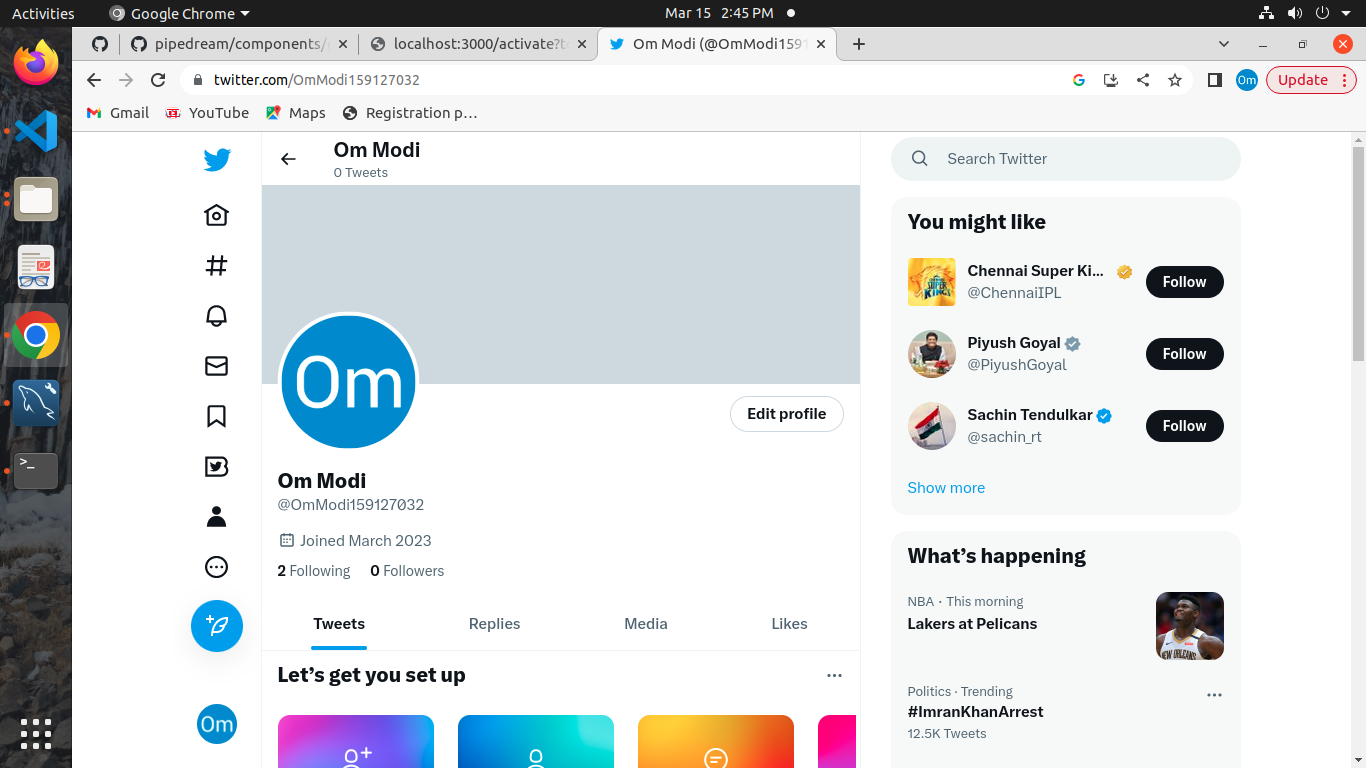 Activities
Google Chrome
Mar 15 2:45 PM
pipedream/components/
localhost:3000/activate?t
Om Modi (@OmModi1591
twitter.com/OmModi159127032
Om
Update
Gmail
YouTube
Maps
Registration p…
Om Modi
0 Tweets
Om
Edit profile
Om Modi
@OmModi159127032
Joined March 2023
2 Following 0 Followers
Tweets Replies Media Likes
Let’s get you set up
Om
Search Twitter
You might like
Chennai Super Ki...
@ChennaiIPL
Follow
Piyush Goyal
@PiyushGoyal
Follow
Sachin Tendulkar
@sachin_rt
Follow
Show more
What’s happening
NBA · This morning
Lakers at Pelicans
Politics · Trending
#ImranKhanArrest
12.5K Tweets